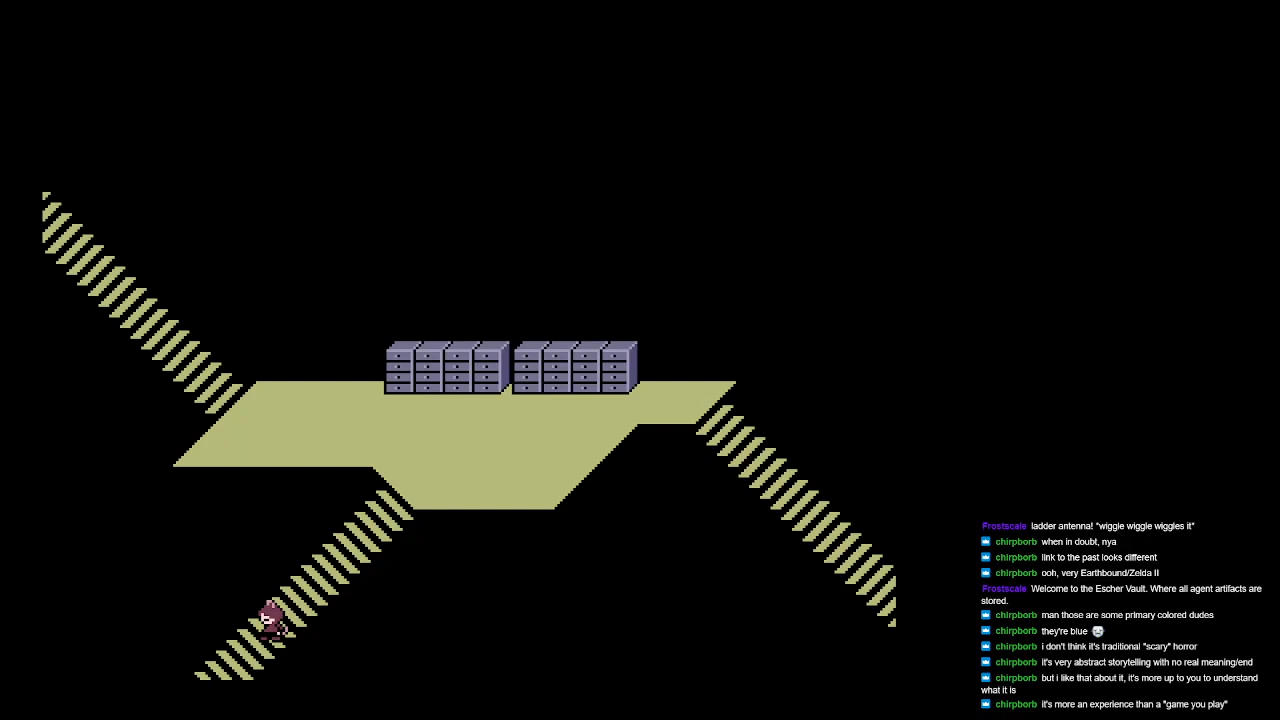 Frostscale ladder antenna! "wiggle wiggle wiggles it"
chirpborb when in doubt, nya
chirpborb link to the past looks different
chirpborb ooh, very Earthbound/Zelda II
Frostscale Welcome to the Escher Vault. Where all agent artifacts are
stored.
chirpborb man those are some primary colored dudes
chirpborb they're blue
chirpborb i don't think it's traditional "scary" horror
chirpborb it's very abstract storytelling with no real meaning/end
chirpborb but i like that about it, it's more up to you to understand
what it is
chirpborb it's more an experience than a "game you play"